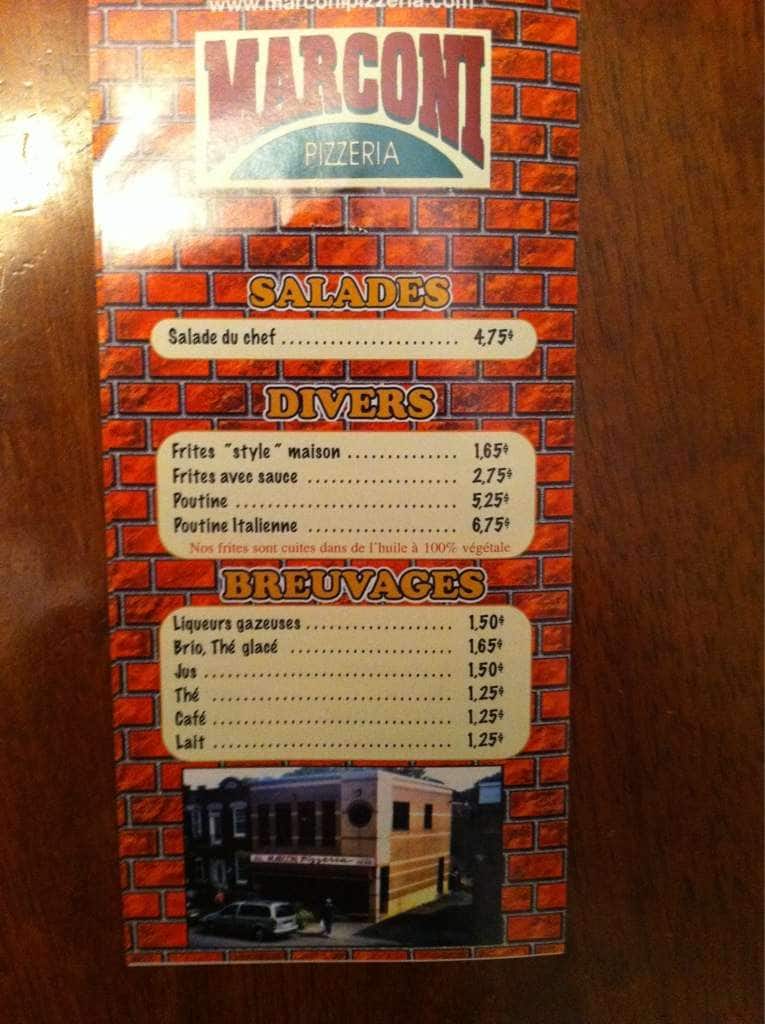 www.marconipizzeria.com
MARCONI
PIZZERIA
SALADES
Salade du chef ...................... 4,75$
DIVERS
Frites "style" maison .............. 1,65$
Frites avec sauce .................. 2,75$
Poutine ........................... 5,25$
Poutine Italienne .................. 6,75$
Nos frites sont cuites dans de l'huile à 100% végétale
BREUVAGES
Liqueurs gazeuses .................. 1,50$
Brio, Thé glacé .................... 1,65$
Jus .............................. 1,50$
Thé ............................. 1,25$
Café ............................. 1,25$
Lait ............................. 1,25$
MARCONI Pizzeria